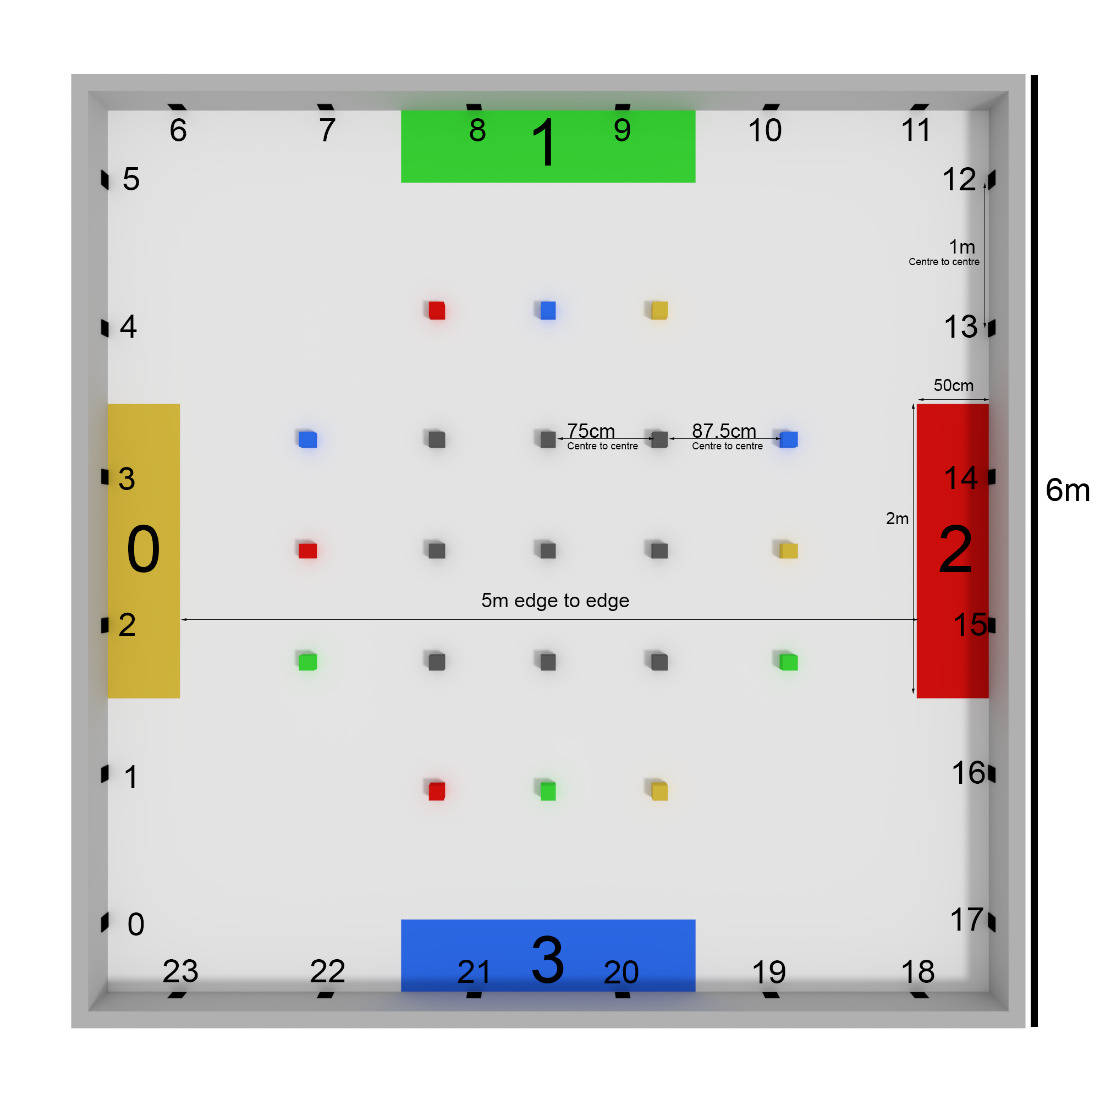 6 7 8 1 9 10 11
5 12
1m
Centre to centre
4 13
50cm
75cm 87.5cm
Centre to centre Centre to centre
3 14
2m
0 2 6m
5m edge to edge
2 15
1 16
0 17
23 22 21 3 20 19 18